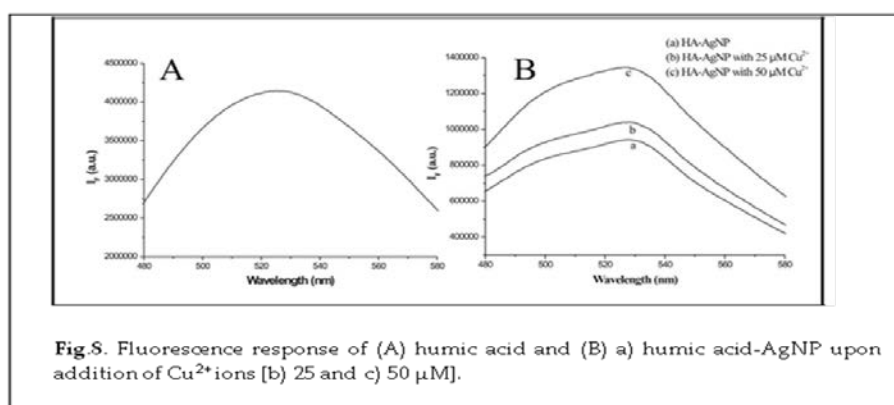 A
4500000
4000000
3500000
3000000
2500000
2000000
480 500 520 540 560 580
I_F (a.u.)
Wavelength (nm)
B
(a) HA-AgNP
(b) HA-AgNP with 25 µM Cu²⁺
(c) HA-AgNP with 50 µM Cu²⁺
1400000
1200000
1000000
800000
600000
400000
c
b
a
480 500 520 540 560 580
I_F (a.u.)
Wavelength (nm)
Fig.S. Fluorescence response of (A) humic acid and (B) a) humic acid-AgNP upon
addition of Cu²⁺ ions [b) 25 and c) 50 µM].